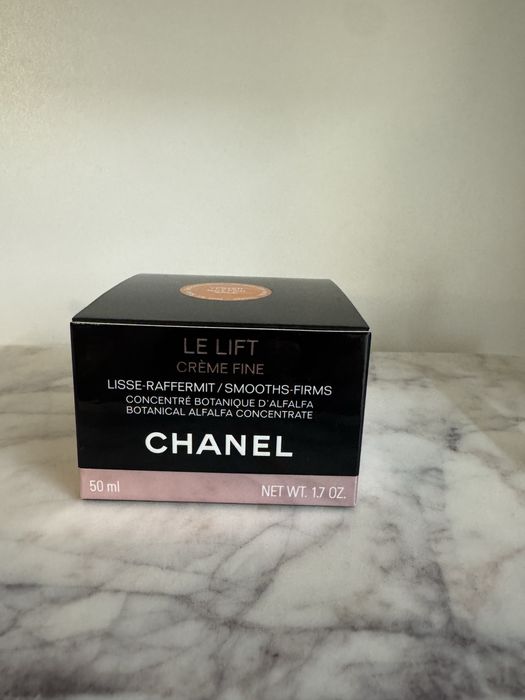 LE LIFT
CRÈME FINE
LISSE-RAFFERMIT / SMOOTHS-FIRMS
CONCENTRÉ BOTANIQUE D'ALFALFA
BOTANICAL ALFALFA CONCENTRATE
CHANEL
50 ml NET WT. 1.7 OZ.